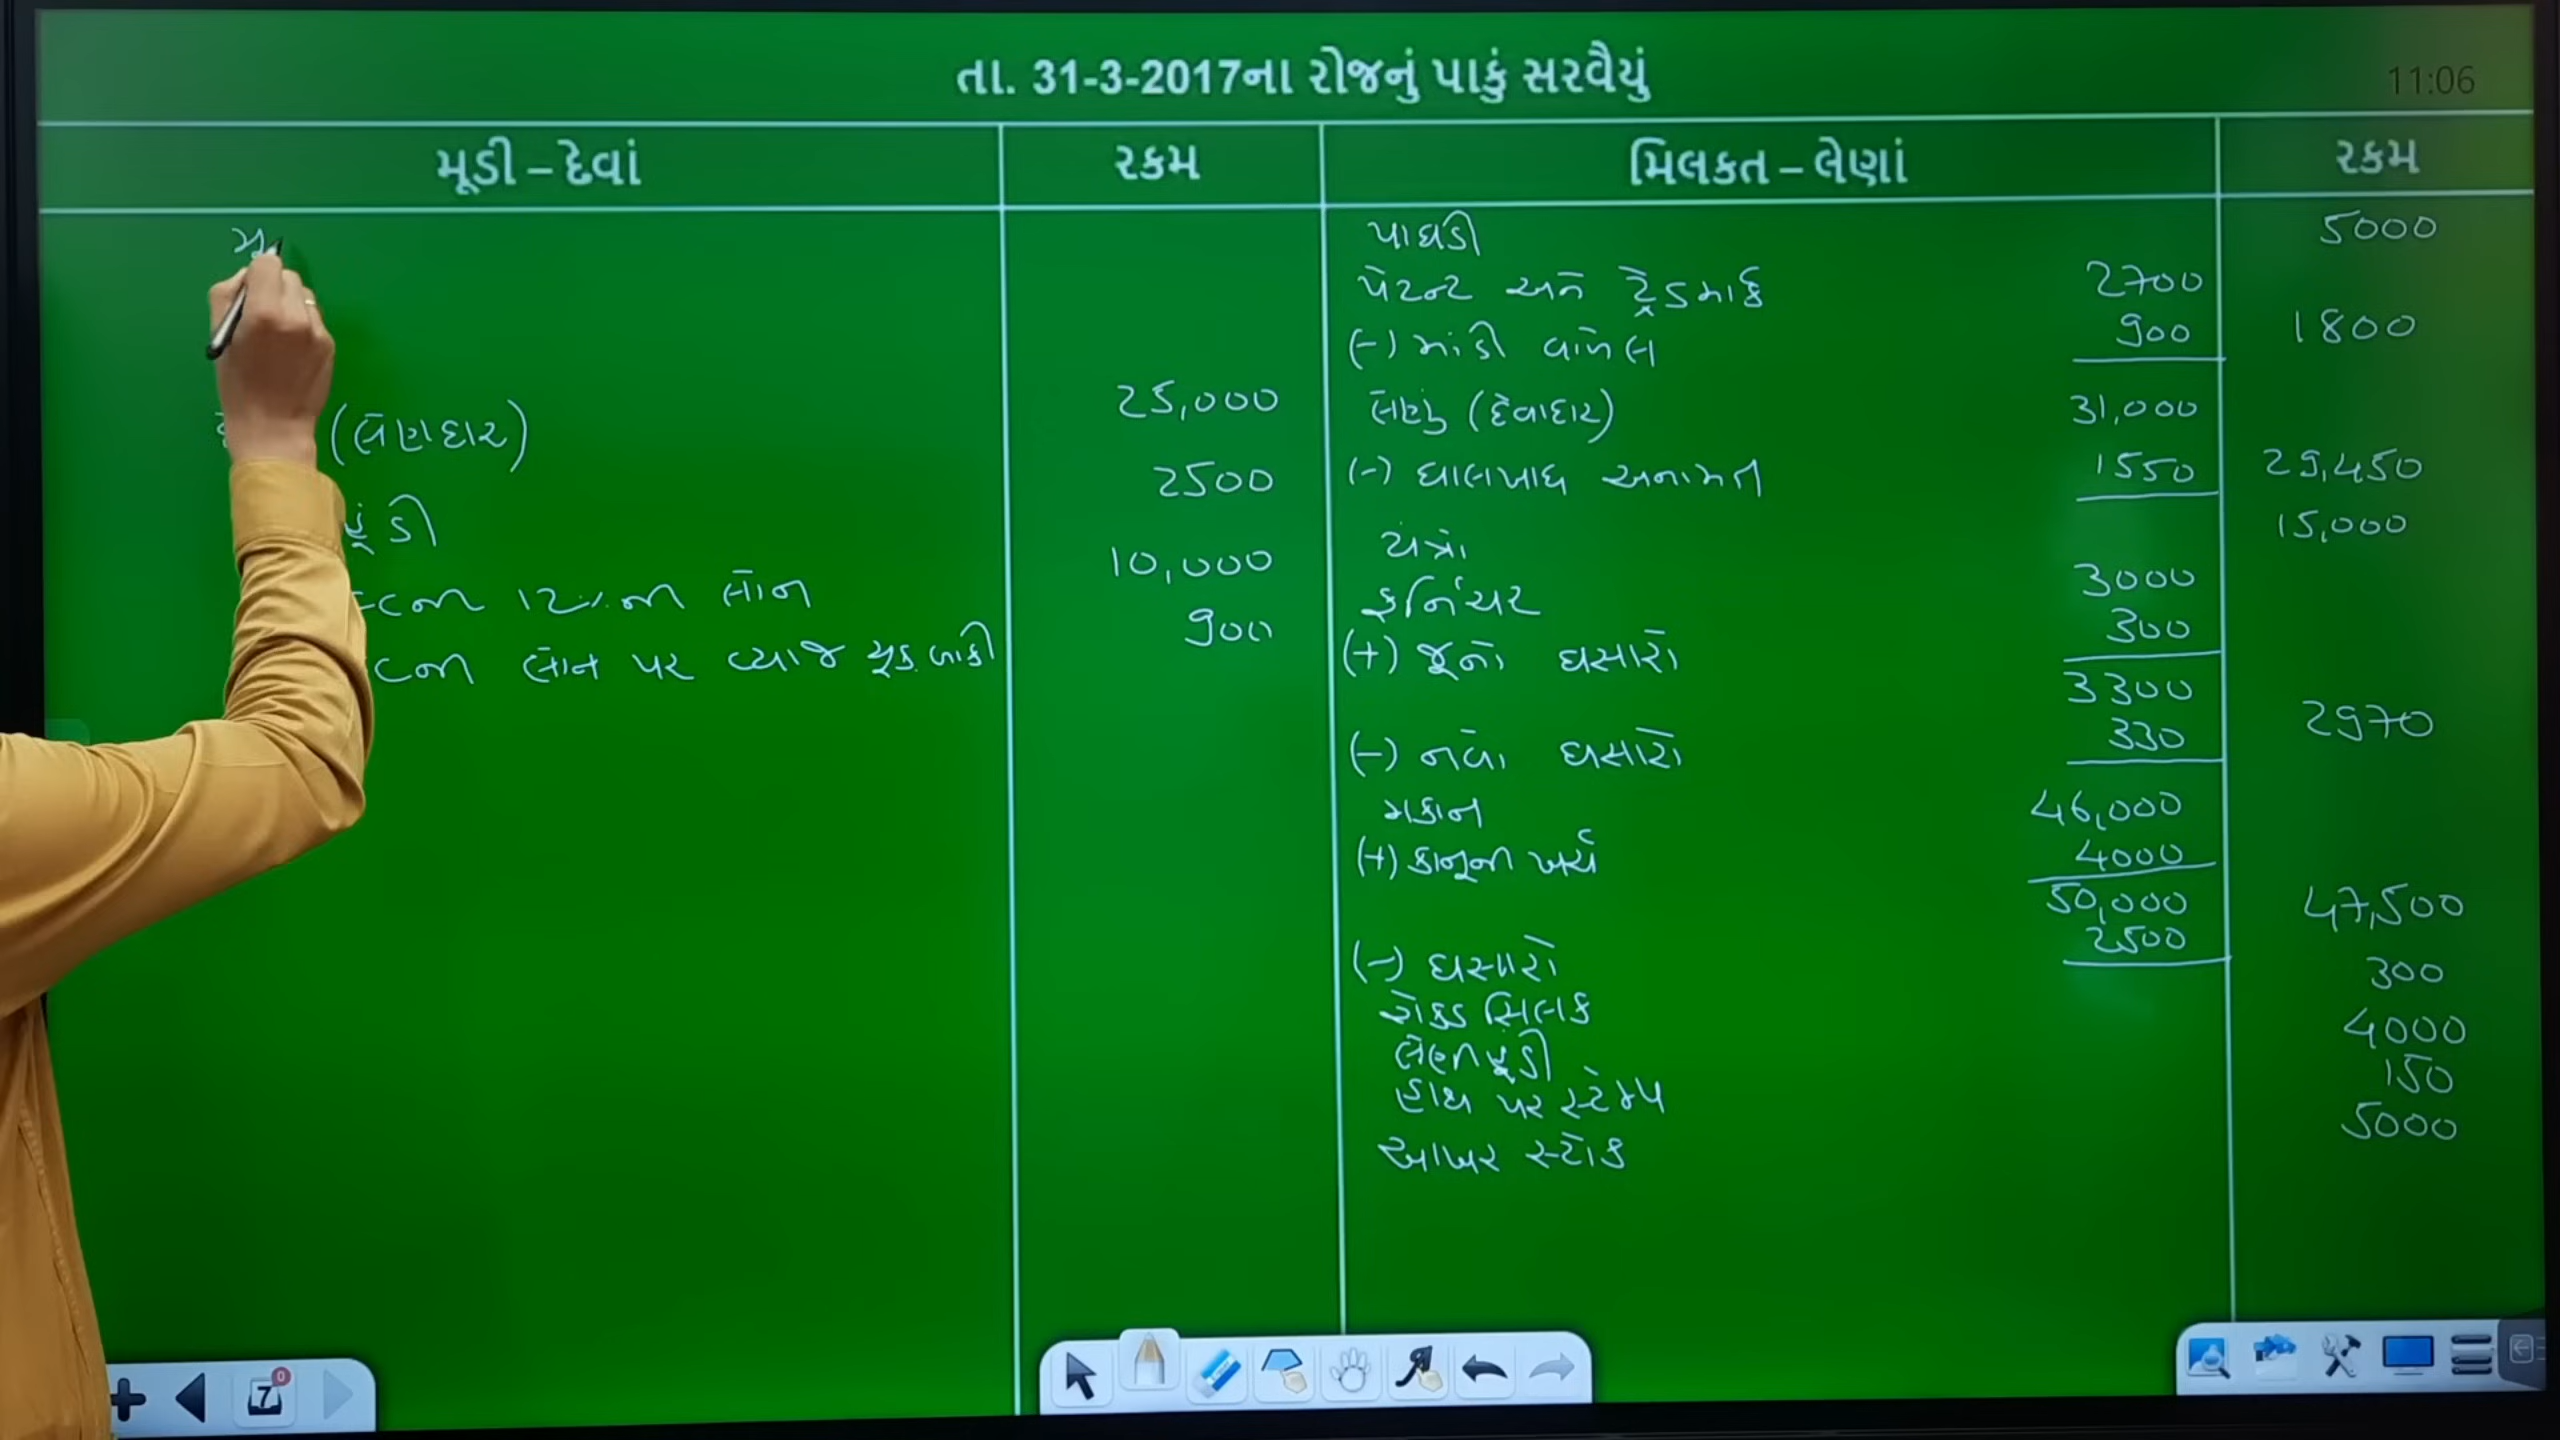 તા. 31-3-2017ના રોજનું પાકું સરવૈયું
11:06
મૂડી – દેવાં રકમ મિલકત – લેણાં રકમ
(લેણદાર) 25,000
હૂંડી 2500
12%ની લોન 10,000
લોન પર વ્યાજ ચૂક. બાકી 900
પાઘડી 5000
પેટન્ટ અને ટ્રેડમાર્ક 2700
(-) માંડી વાળેલ 900 1800
લેણું (દેવાદાર) 31,000
(-) ઘાલખાધ અનામત 1550 29,450
યંત્રો 15,000
ફર્નિચર 3000
(+) જૂનો ઘસારો 300
3300
(-) નવો ઘસારો 330 2970
મકાન 46,000
(+) કાનૂની ખર્ચ 4000
50,000
(-) ઘસારો 2500 47,500
રોકડ સિલક 300
લેણીહૂંડી 4000
હાથ પર સ્ટેમ્પ 150
આખર સ્ટોક 5000
7
0